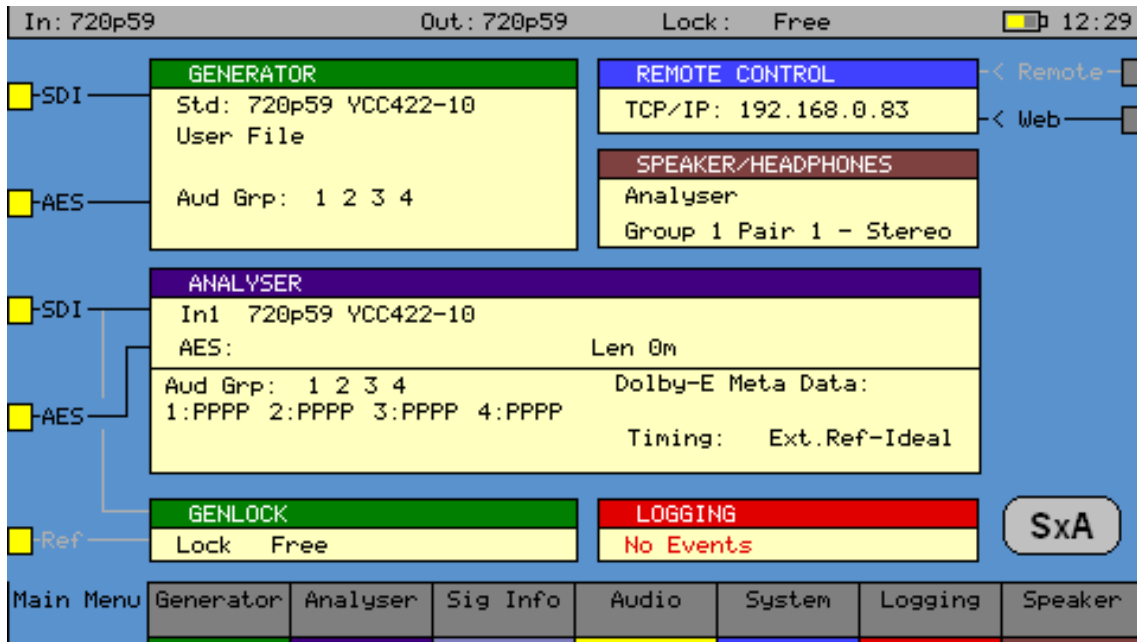 In: 720p59 Out: 720p59 Lock: Free 12:29
SDI
AES
SDI
AES
Ref
GENERATOR
Std: 720p59 YCC422-10
User File
Aud Grp: 1 2 3 4
REMOTE CONTROL
TCP/IP: 192.168.0.83
< Remote
< Web
SPEAKER/HEADPHONES
Analyser
Group 1 Pair 1 - Stereo
ANALYSER
In1 720p59 YCC422-10
AES: Len 0m
Aud Grp: 1 2 3 4 Dolby-E Meta Data:
1:PPPP 2:PPPP 3:PPPP 4:PPPP
Timing: Ext.Ref-Ideal
GENLOCK
Lock Free
LOGGING
No Events
SxA
Main Menu Generator Analyser Sig Info Audio System Logging Speaker